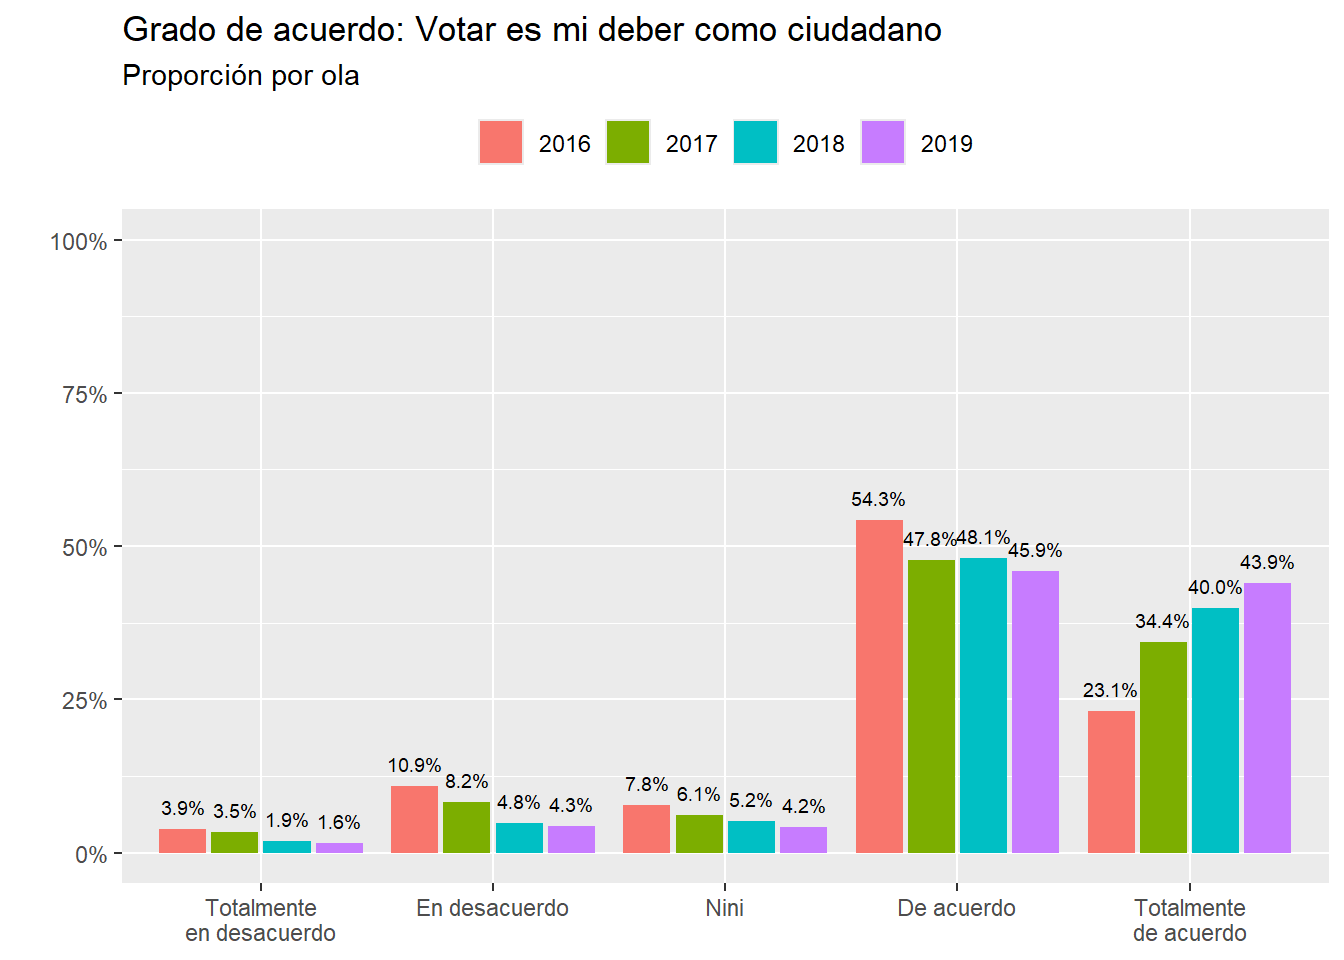 Grado de acuerdo: Votar es mi deber como ciudadano
Proporción por ola
2016 2017 2018 2019
100%
75%
50%
25%
0%
3.9% 3.5% 1.9% 1.6%
10.9% 8.2% 4.8% 4.3%
7.8% 6.1% 5.2% 4.2%
54.3% 47.8% 48.1% 45.9%
23.1% 34.4% 40.0% 43.9%
Totalmente
en desacuerdo
En desacuerdo
Nini
De acuerdo
Totalmente
de acuerdo